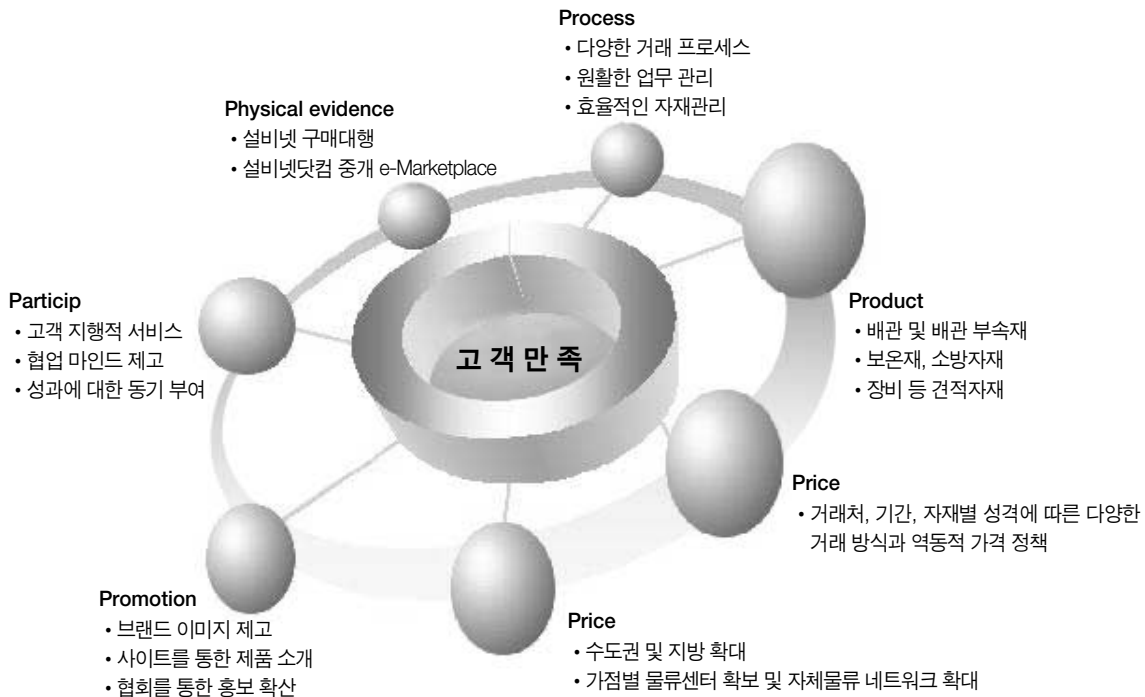 Process
• 다양한 거래 프로세스
• 원활한 업무 관리
• 효율적인 자재관리
Physical evidence
• 설비넷 구매대행
• 설비넷닷컴 중개 e-Marketplace
Particip
• 고객 지행적 서비스
• 협업 마인드 제고
• 성과에 대한 동기 부여
고 객 만 족
Product
• 배관 및 배관 부속재
• 보온재, 소방자재
• 장비 등 견적자재
Price
• 거래처, 기간, 자재별 성격에 따른 다양한
거래 방식과 역동적 가격 정책
Promotion
• 브랜드 이미지 제고
• 사이트를 통한 제품 소개
• 협회를 통한 홍보 확산
Price
• 수도권 및 지방 확대
• 가점별 물류센터 확보 및 자체물류 네트워크 확대